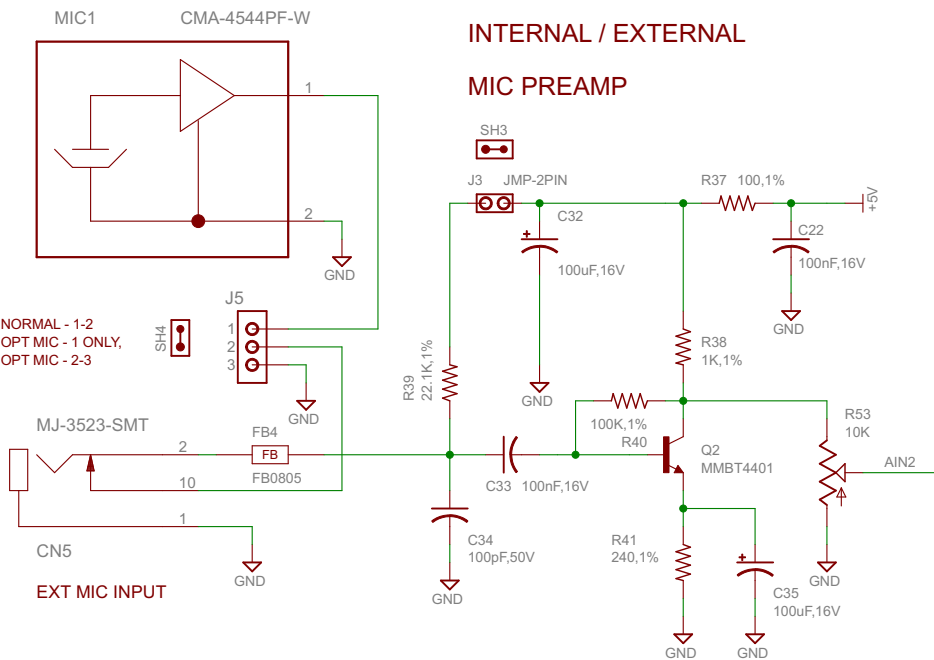 MIC1
CMA-4544PF-W
INTERNAL / EXTERNAL
MIC PREAMP
1
2
GND
SH3
J3 JMP-2PIN
R37 100,1%
+5V
C32
100uF,16V
C22
100nF,16V
GND
J5
NORMAL - 1-2
OPT MIC - 1 ONLY,
OPT MIC - 2-3
SH4
1
2
3
GND
R39
22.1K,1%
R38
1K,1%
GND
MJ-3523-SMT
2
FB4
FB
FB0805
10
1
CN5
GND
EXT MIC INPUT
100K,1%
R40
C33 100nF,16V
Q2
MMBT4401
R53
10K
AIN2
C34
100pF,50V
GND
R41
240,1%
GND
C35
100uF,16V
GND
GND